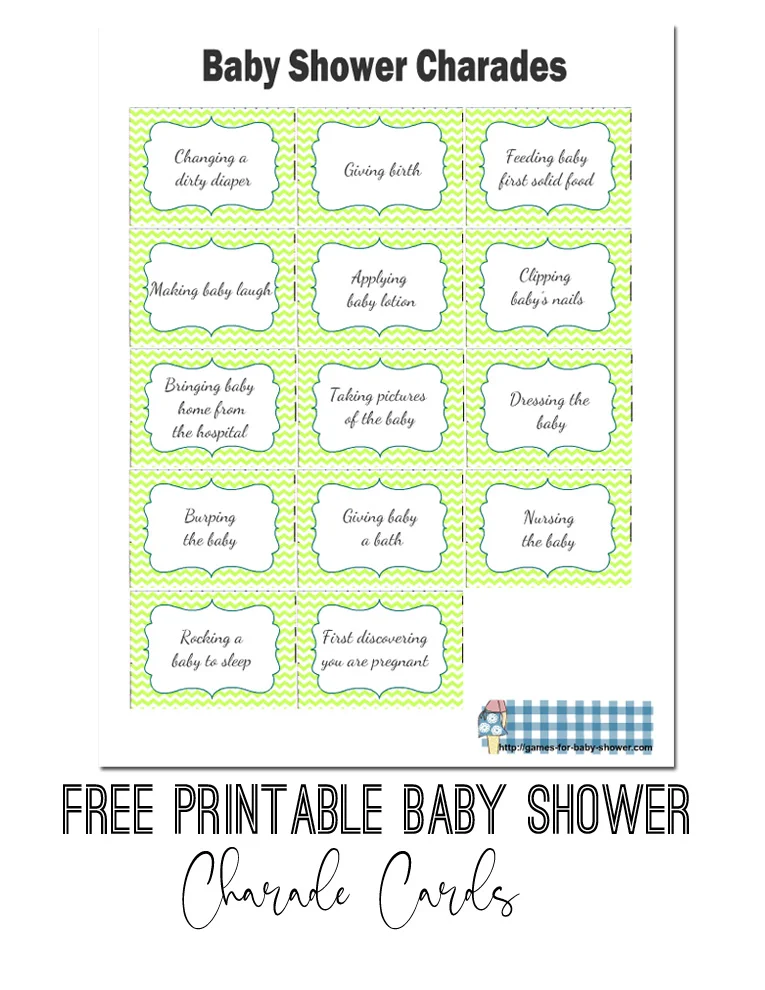 Baby Shower Charades
Changing a
dirty diaper
Giving birth
Feeding baby
first solid food
Making baby laugh
Applying
baby lotion
Clipping
baby's nails
Bringing baby
home from
the hospital
Taking pictures
of the baby
Dressing the
baby
Burping
the baby
Giving baby
a bath
Nursing
the baby
Rocking a
baby to sleep
First discovering
you are pregnant
http://games-for-baby-shower.com
FREE PRINTABLE BABY SHOWER
Charade Cards